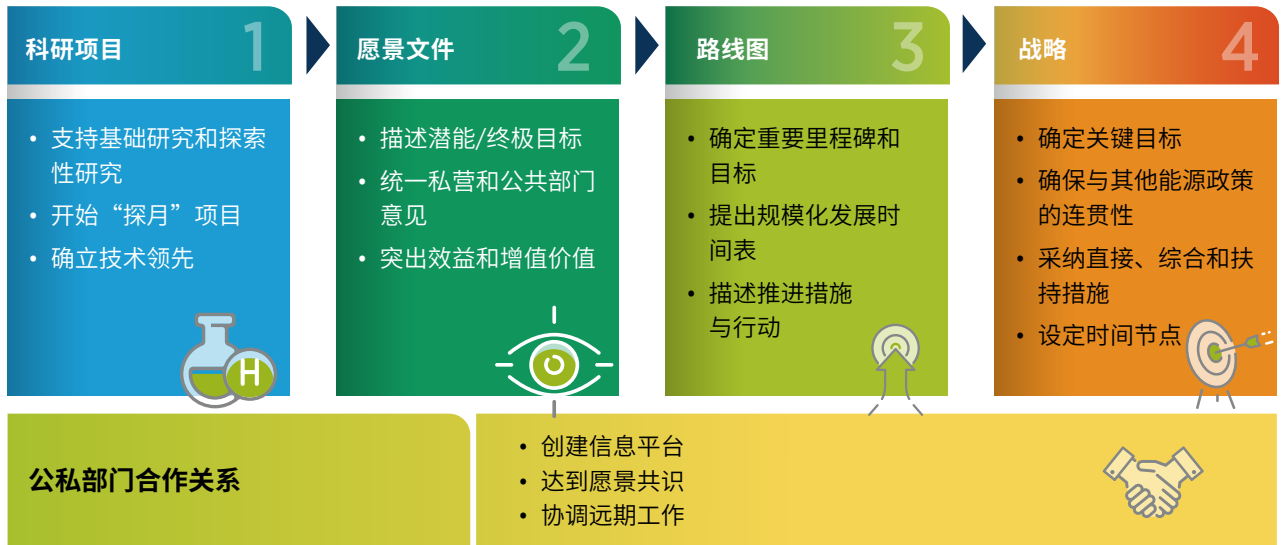 科研项目
1
• 支持基础研究和探索
性研究
• 开始“探月”项目
• 确立技术领先
H
愿景文件
2
• 描述潜能/终极目标
• 统一私营和公共部门
意见
• 突出效益和增值价值
路线图
3
• 确定重要里程碑和
目标
• 提出规模化发展时
间表
• 描述推进措施
与行动
战略
4
• 确定关键目标
• 确保与其他能源政策
的连贯性
• 采纳直接、综合和扶
持措施
• 设定时间节点
公私部门合作关系
• 创建信息平台
• 达到愿景共识
• 协调远期工作